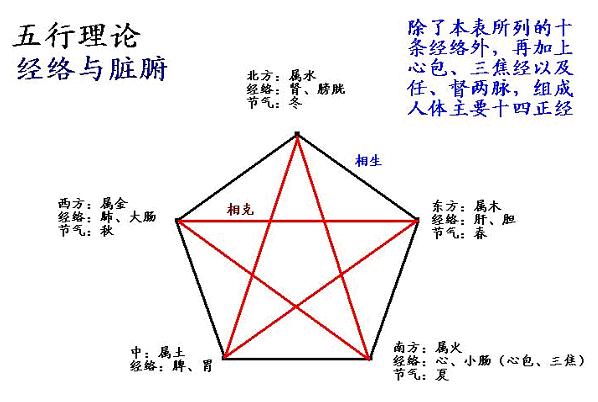 五行理论
经络与脏腑
除了本表所列的十
条经络外，再加上
心包、三焦经以及
任、督两脉，组成
人体主要十四正经
北方：属水
经络：肾、膀胱
节气：冬
相生
西方：属金
经络：肺、大肠
节气：秋
相克
东方：属木
经络：肝、胆
节气：春
中：属土
经络：脾、胃
南方：属火
经络：心、小肠（心包、三焦）
节气：夏